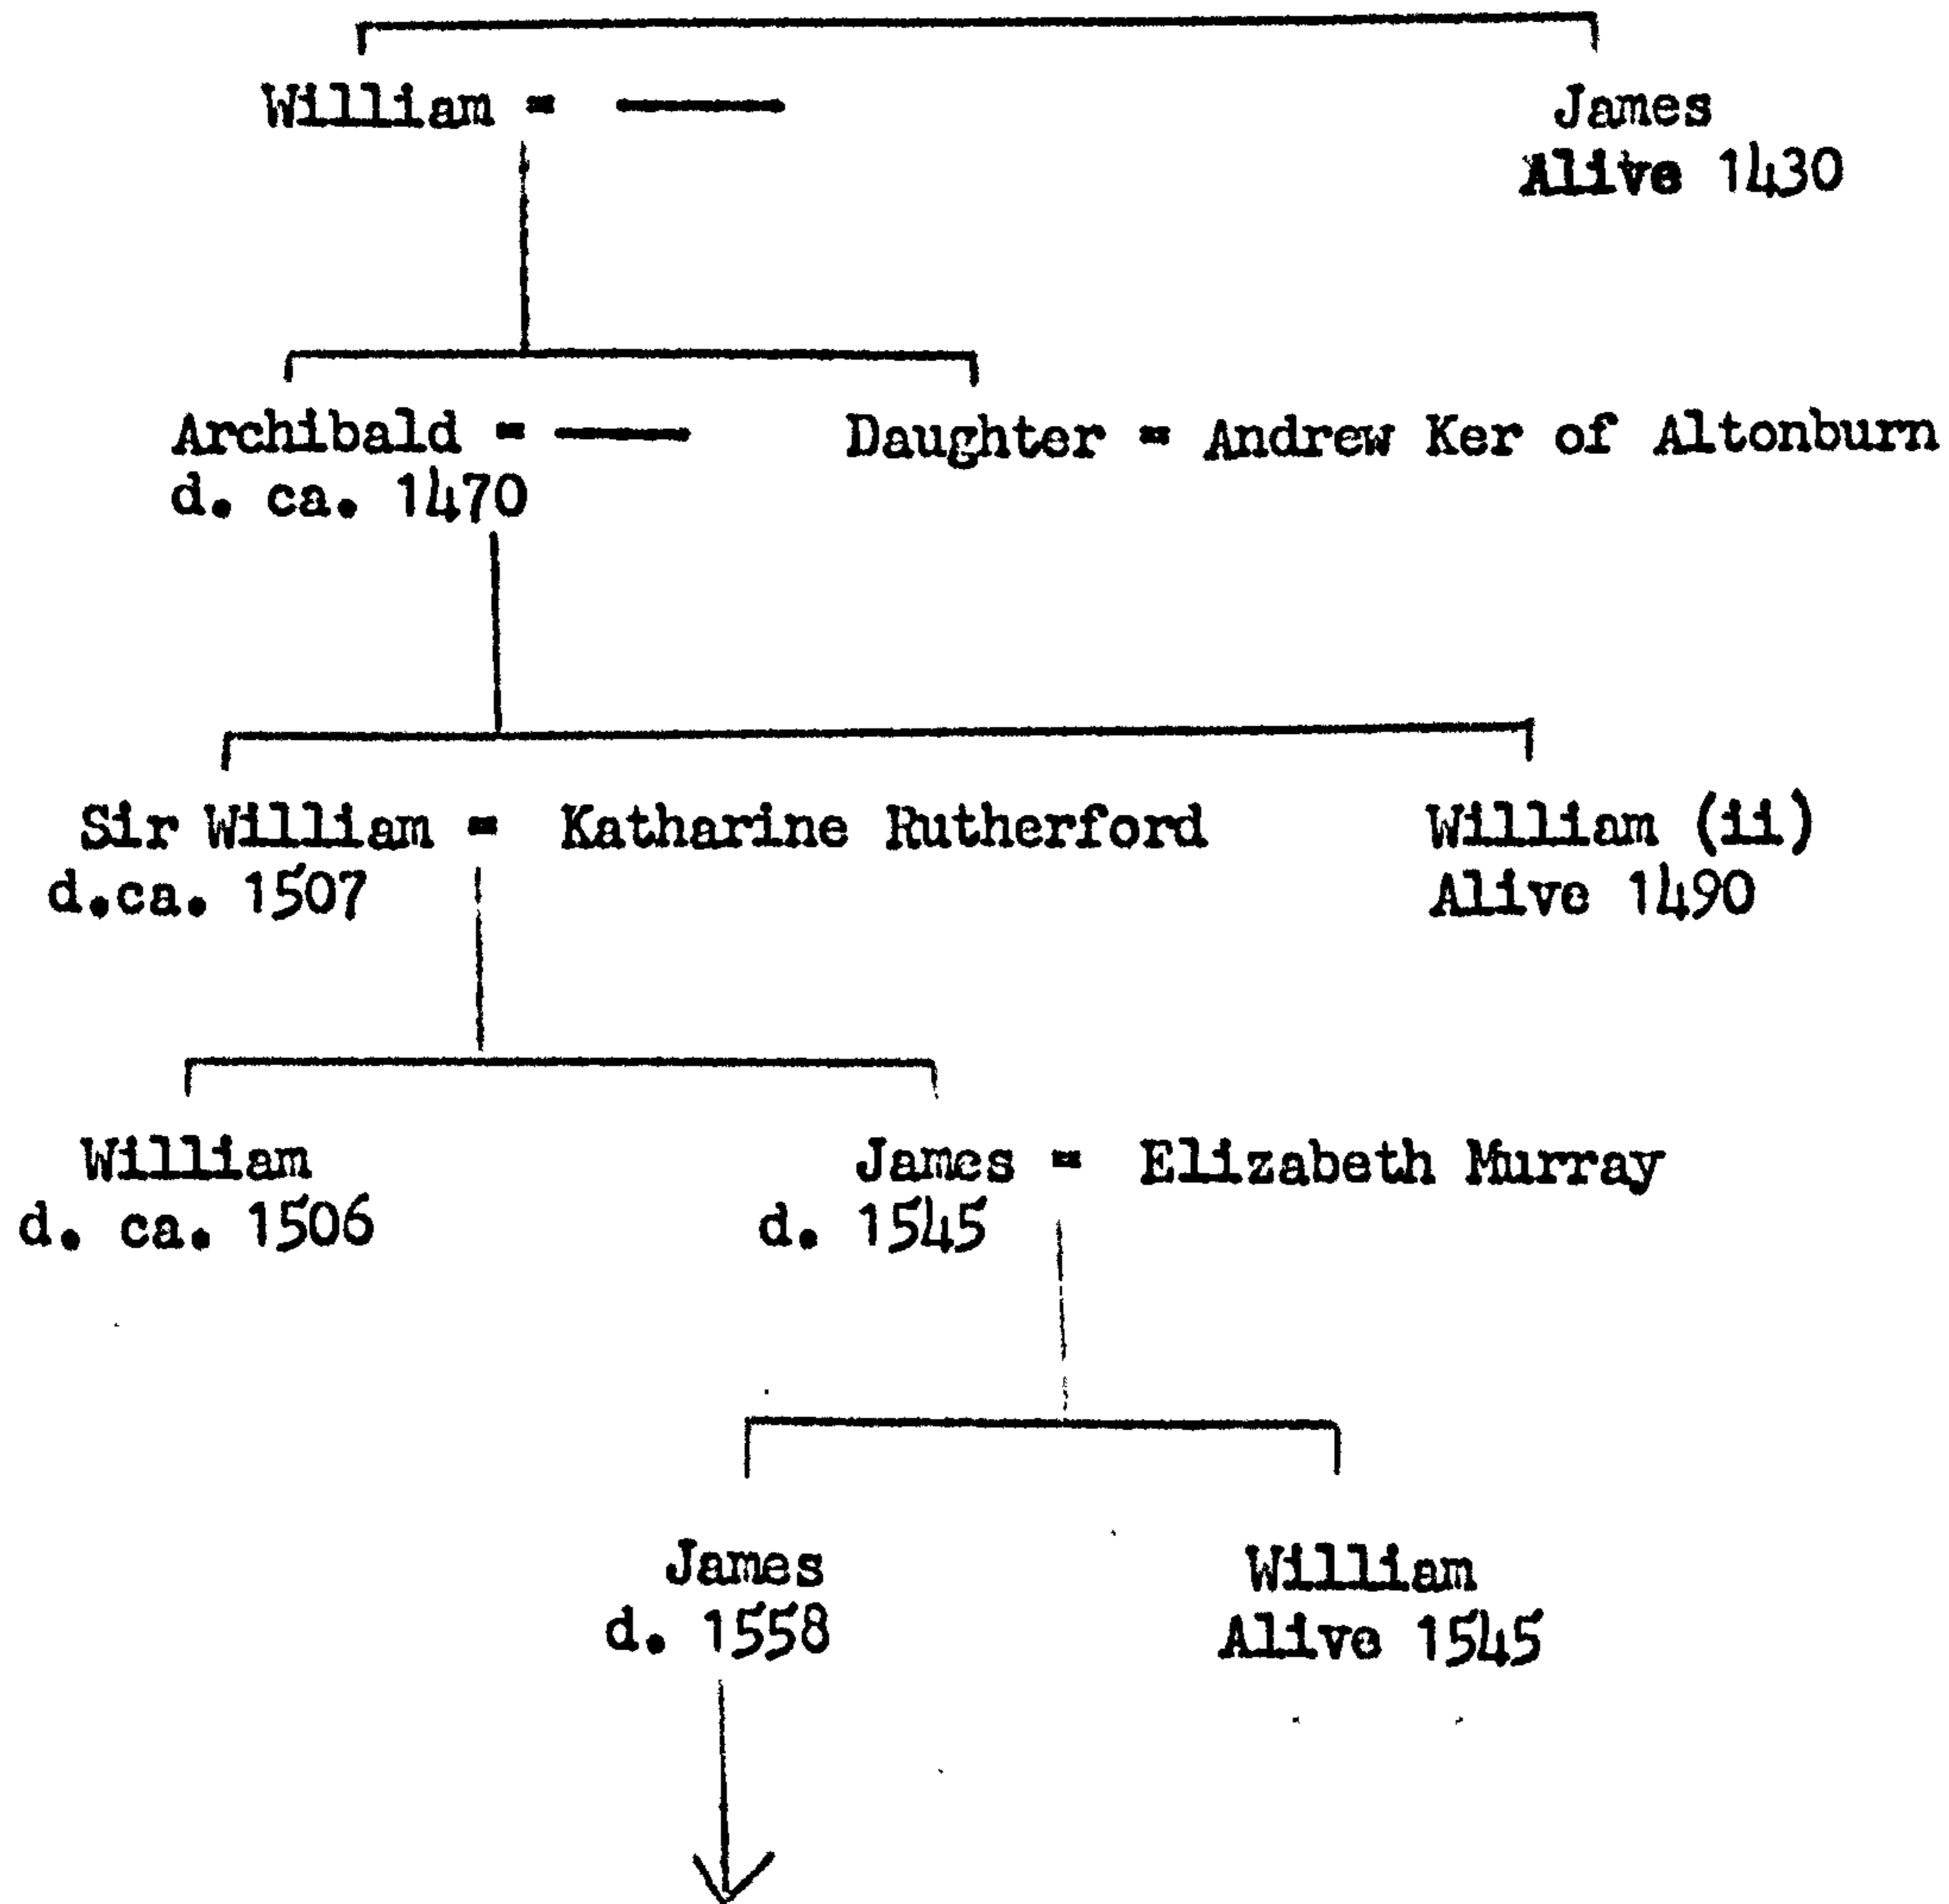 William = ——— James
Alive 1430
Archibald = ——— Daughter = Andrew Ker of Altonburn
d. ca. 1470
Sir William = Katharine Rutherford William (ii)
d.ca. 1507 Alive 1490
William James = Elizabeth Murray
d. ca. 1506 d. 1545
James William
d. 1558 Alive 1545